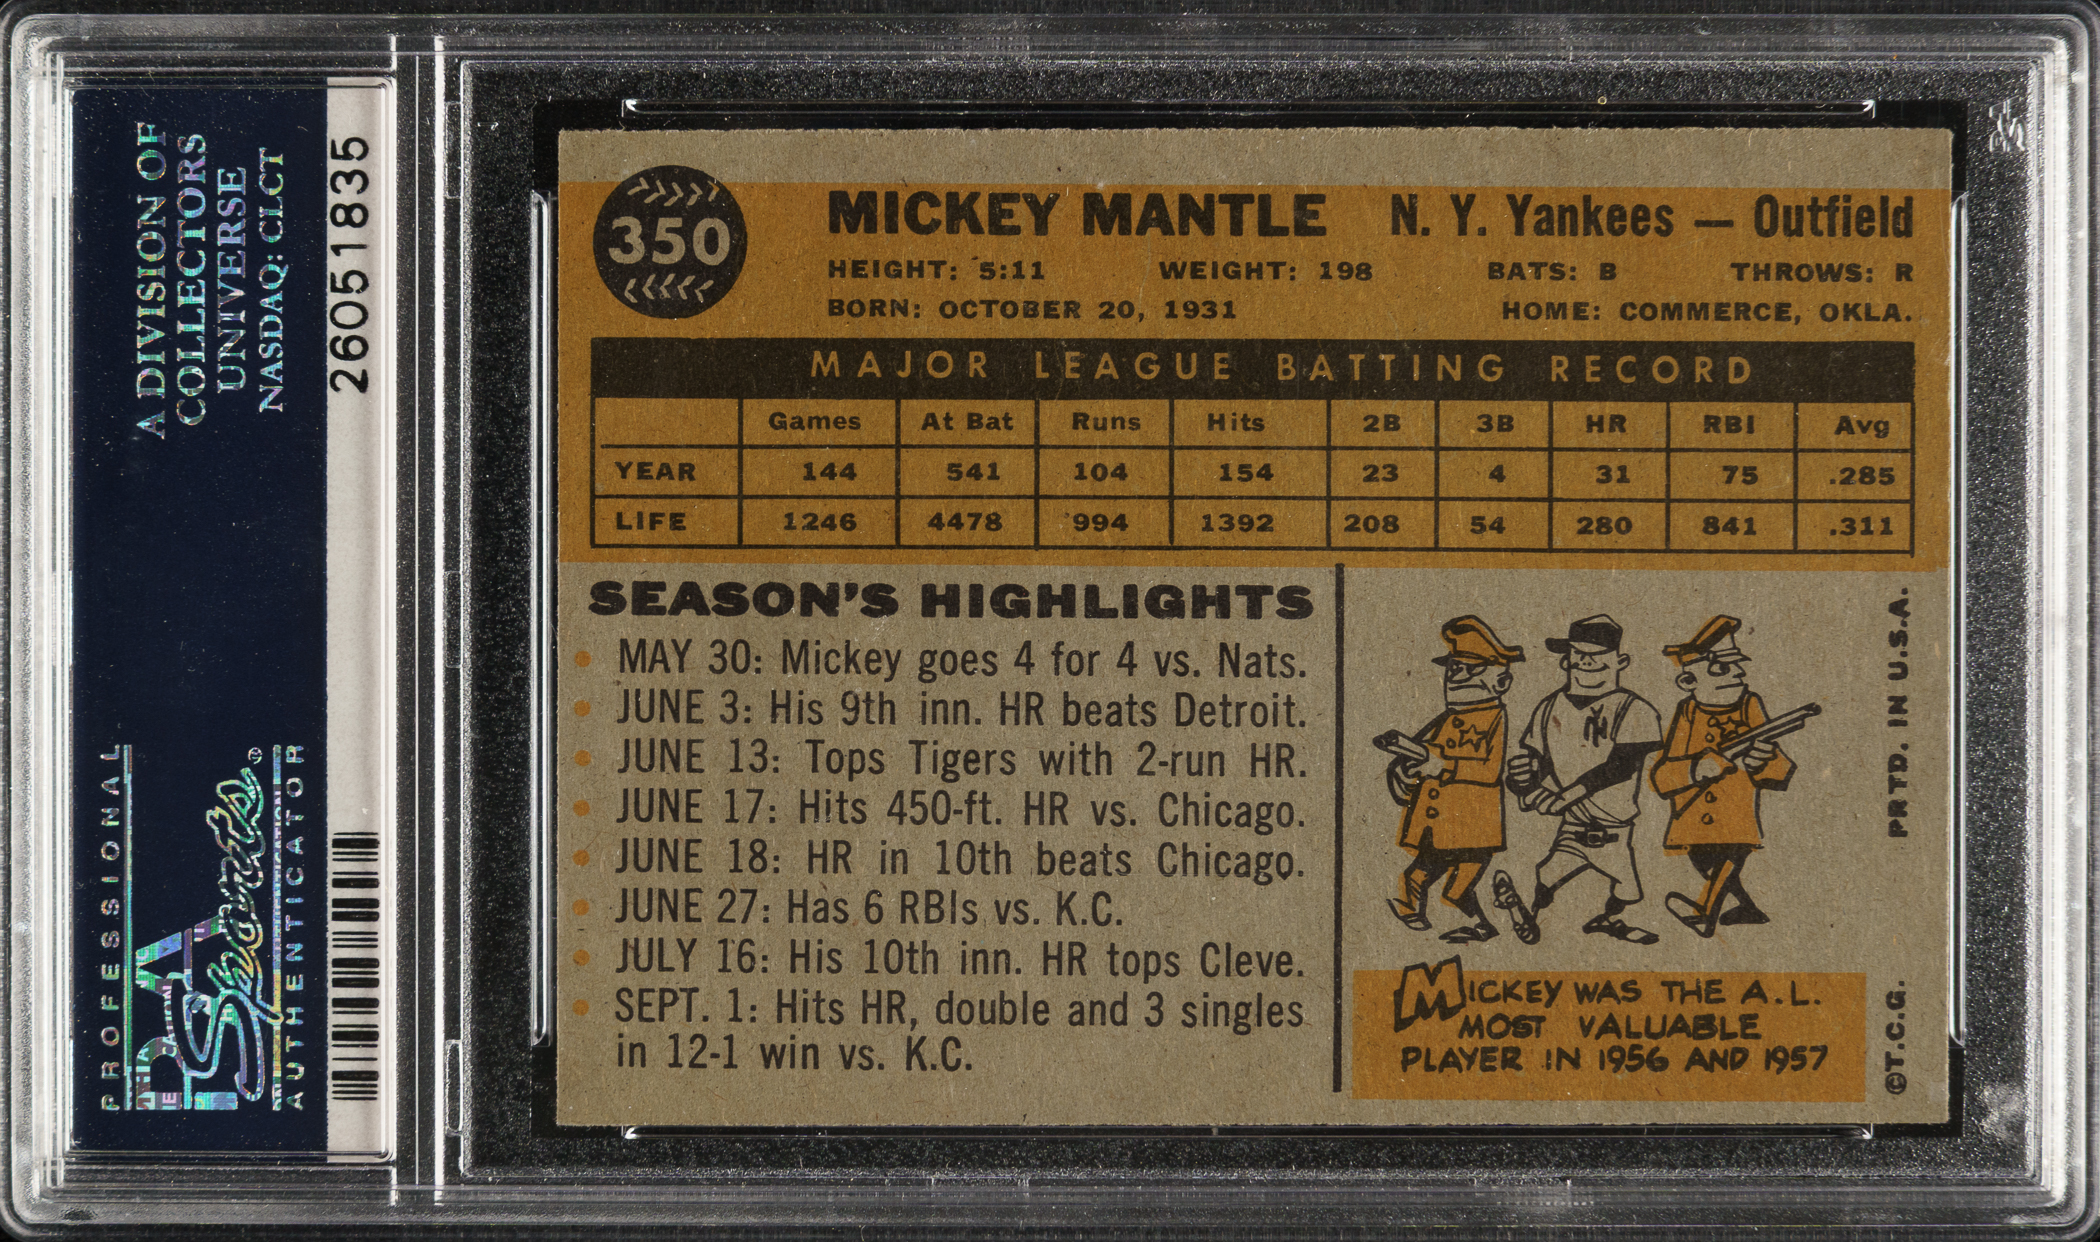 A DIVISION OF
COLLECTORS
UNIVERSE
NASDAQ: CLCT
26051835
PROFESSIONAL
PSA
Sports®
AUTHENTICATOR
350
MICKEY MANTLE N. Y. Yankees — Outfield
HEIGHT: 5:11 WEIGHT: 198 BATS: B THROWS: R
BORN: OCTOBER 20, 1931 HOME: COMMERCE, OKLA.
MAJOR LEAGUE BATTING RECORD
Games At Bat Runs Hits 2B 3B HR RBI Avg
YEAR 144 541 104 154 23 4 31 75 .285
LIFE 1246 4478 994 1392 208 54 280 841 .311
SEASON'S HIGHLIGHTS
MAY 30: Mickey goes 4 for 4 vs. Nats.
JUNE 3: His 9th inn. HR beats Detroit.
JUNE 13: Tops Tigers with 2-run HR.
JUNE 17: Hits 450-ft. HR vs. Chicago.
JUNE 18: HR in 10th beats Chicago.
JUNE 27: Has 6 RBIs vs. K.C.
JULY 16: His 10th inn. HR tops Cleve.
SEPT. 1: Hits HR, double and 3 singles
in 12-1 win vs. K.C.
NY
MICKEY WAS THE A.L.
MOST VALUABLE
PLAYER IN 1956 AND 1957
©T.C.G. PRTD. IN U.S.A.